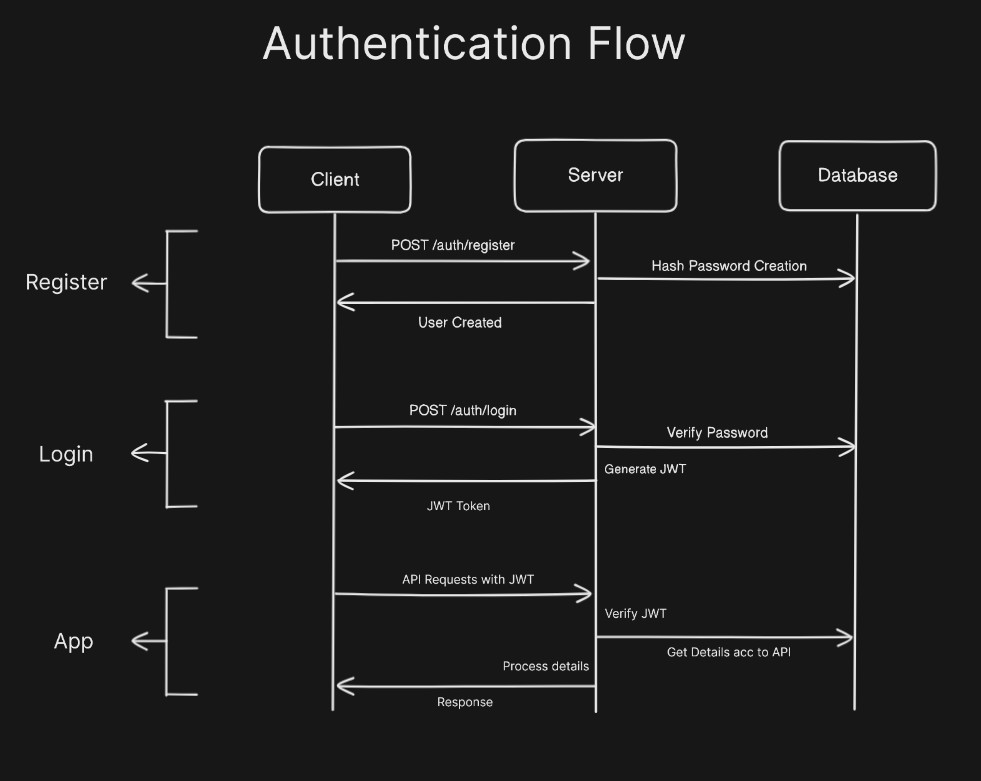 Authentication Flow
Client
Server
Database
Register
POST /auth/register
Hash Password Creation
User Created
Login
POST /auth/login
Verify Password
Generate JWT
JWT Token
App
API Requests with JWT
Verify JWT
Get Details acc to API
Process details
Response